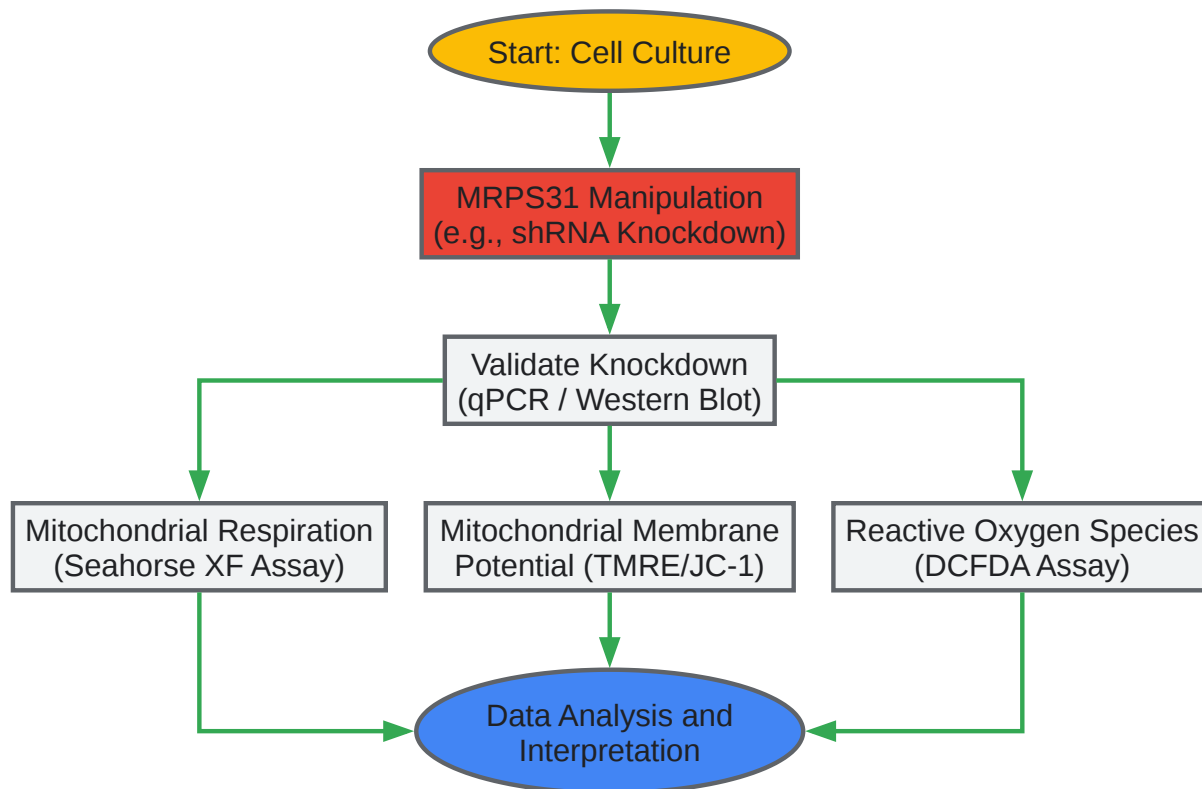 Start: Cell Culture
MRPS31 Manipulation
(e.g., shRNA Knockdown)
Validate Knockdown
(qPCR / Western Blot)
Mitochondrial Respiration
(Seahorse XF Assay)
Mitochondrial Membrane
Potential (TMRE/JC-1)
Reactive Oxygen Species
(DCFDA Assay)
Data Analysis and
Interpretation